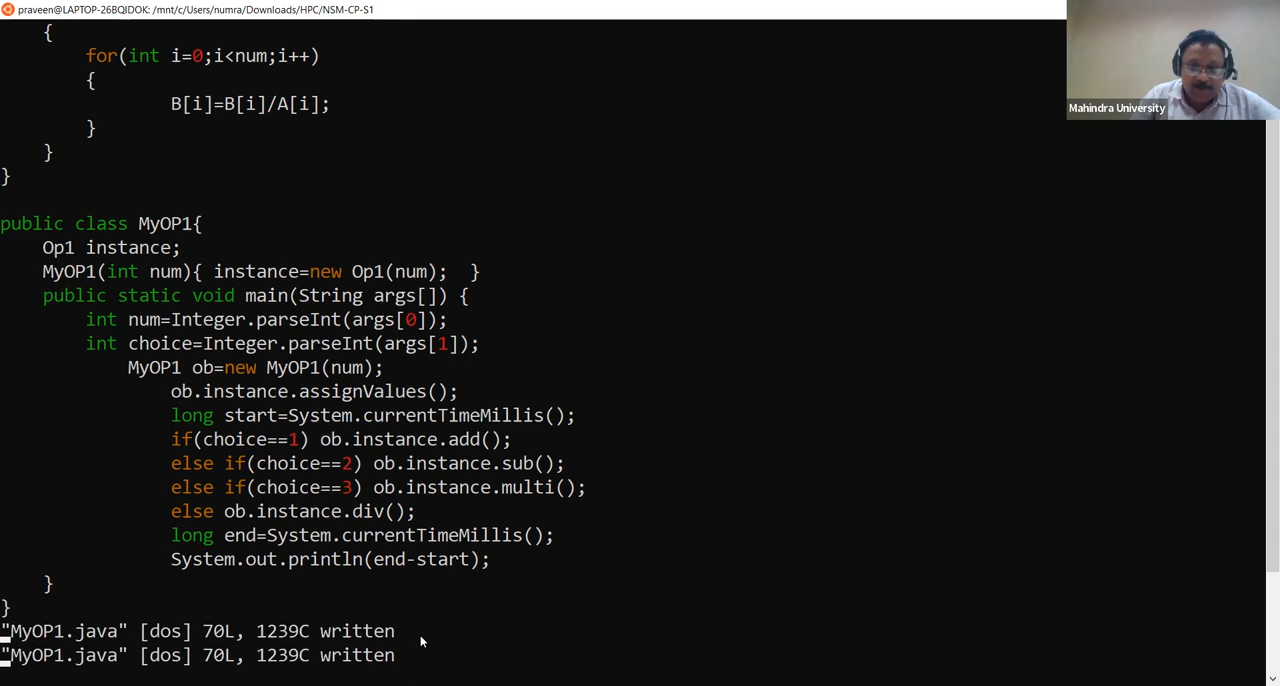 praveen@LAPTOP-26BQIDOK: /mnt/c/Users/numra/Downloads/HPC/NSM-CP-S1
{
for(int i=0;i<num;i++)
{
B[i]=B[i]/A[i];
}
}
}
public class MyOP1{
Op1 instance;
MyOP1(int num){ instance=new Op1(num);  }
public static void main(String args[]) {
int num=Integer.parseInt(args[0]);
int choice=Integer.parseInt(args[1]);
MyOP1 ob=new MyOP1(num);
ob.instance.assignValues();
long start=System.currentTimeMillis();
if(choice==1) ob.instance.add();
else if(choice==2) ob.instance.sub();
else if(choice==3) ob.instance.multi();
else ob.instance.div();
long end=System.currentTimeMillis();
System.out.println(end-start);
}
}
"MyOP1.java" [dos] 70L, 1239C written
"MyOP1.java" [dos] 70L, 1239C written
Mahindra University